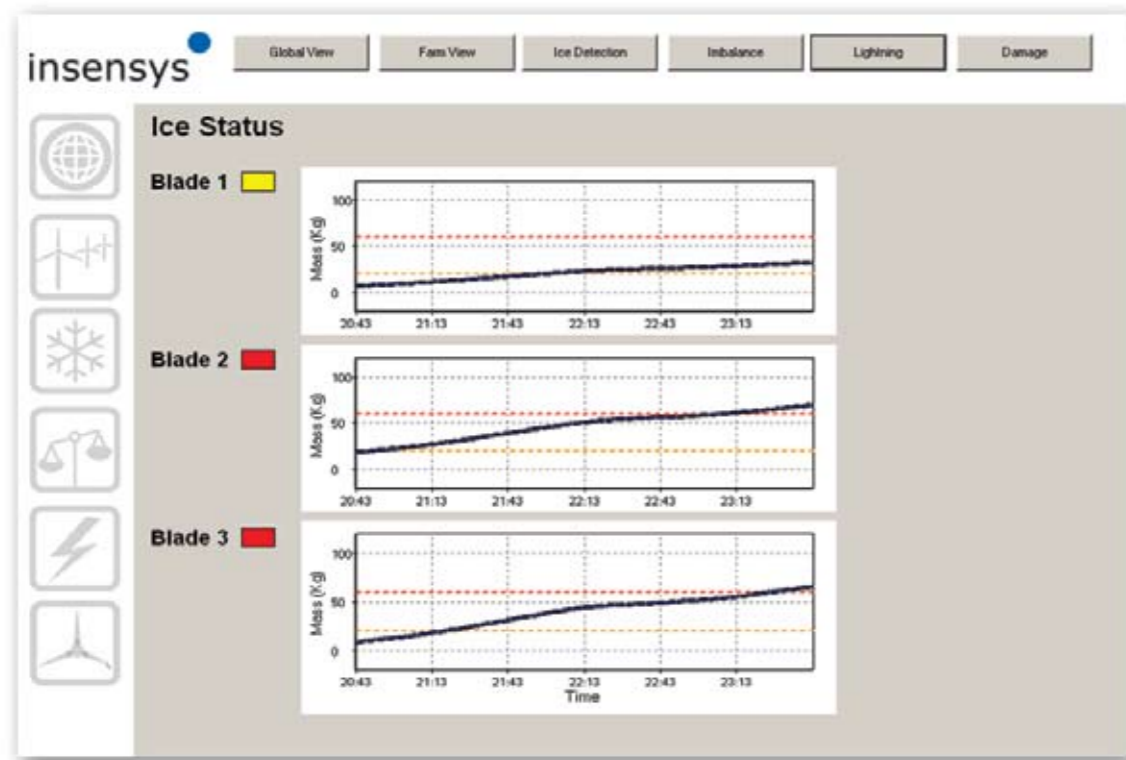 insensys
Global View
Farm View
Ice Detection
Imbalance
Lightning
Damage
Ice Status
Blade 1
Mass (Kg)
100
50
0
20:43 21:13 21:43 22:13 22:43 23:13
Blade 2
Mass (Kg)
100
50
0
20:43 21:13 21:43 22:13 22:43 23:13
Blade 3
Mass (Kg)
100
50
0
20:43 21:13 21:43 22:13 22:43 23:13
Time